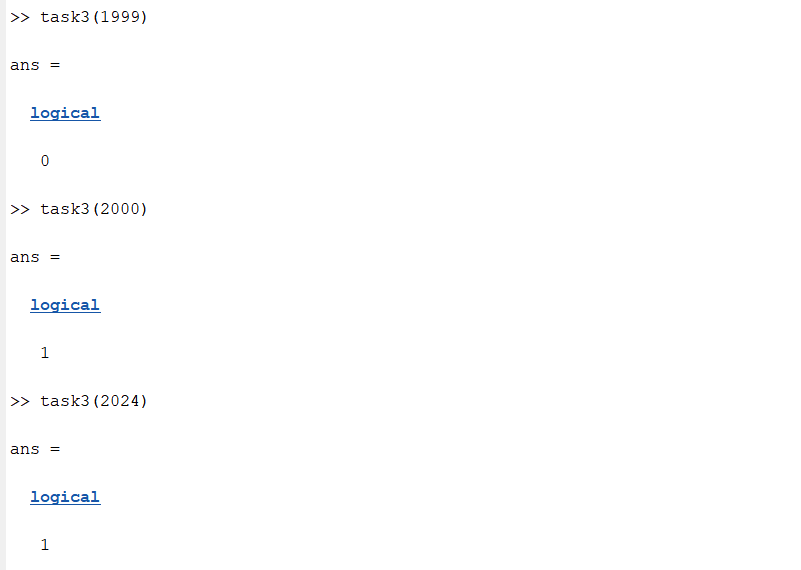 >> task3(1999)
ans =
logical
0
>> task3(2000)
ans =
logical
1
>> task3(2024)
ans =
logical
1